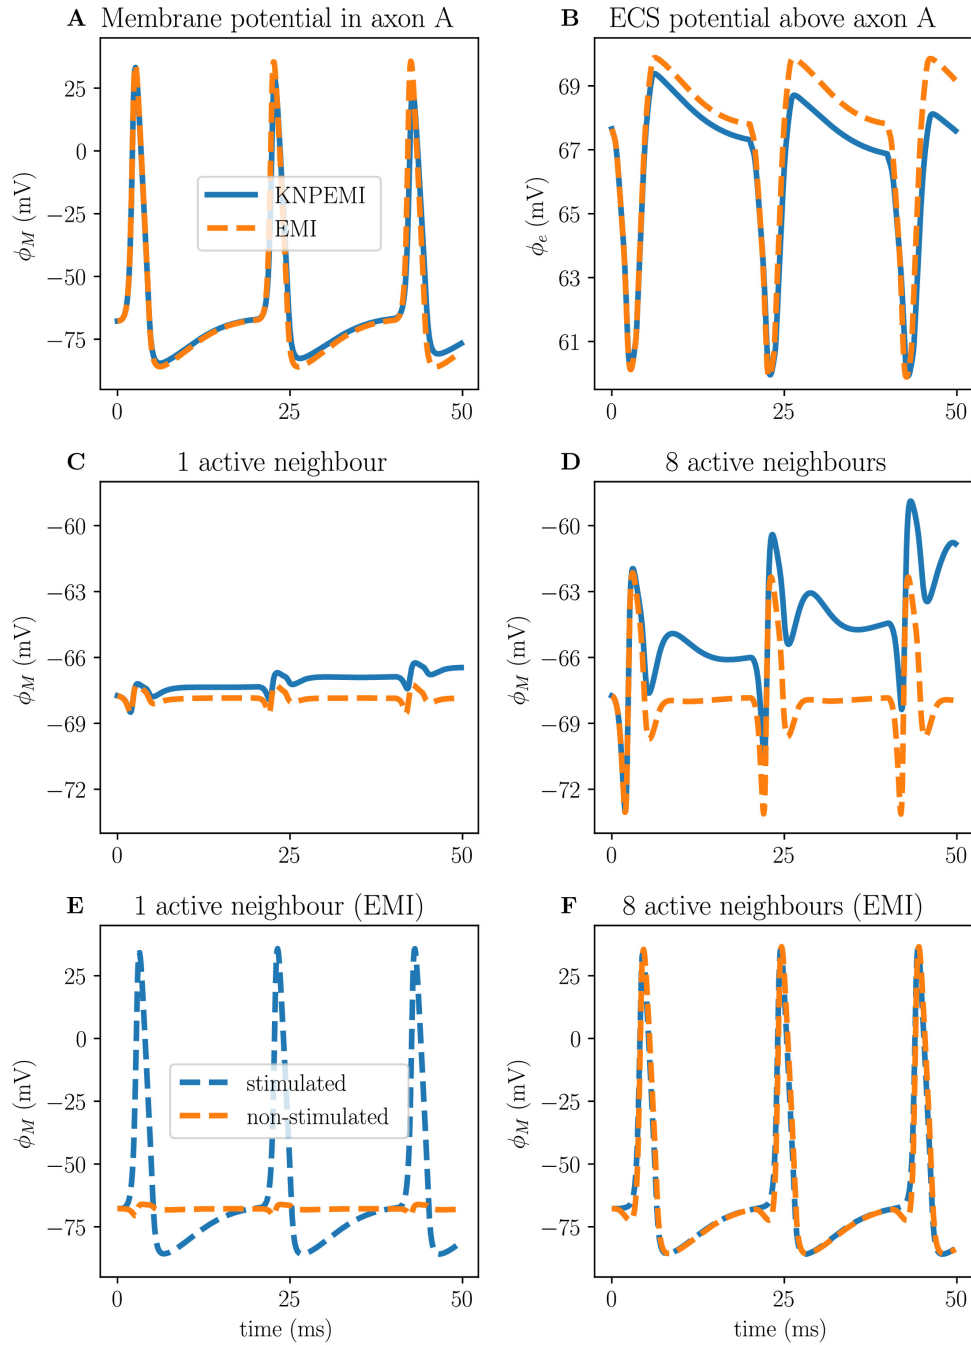 A Membrane potential in axon A
25
0
−25
−50
−75
ϕM (mV)
KNPEMI
EMI
0 25 50
B ECS potential above axon A
69
67
65
63
61
ϕe (mV)
0 25 50
C 1 active neighbour
−60
−63
−66
−69
−72
ϕM (mV)
0 25 50
D 8 active neighbours
−60
−63
−66
−69
−72
ϕM (mV)
0 25 50
E 1 active neighbour (EMI)
25
0
−25
−50
−75
ϕM (mV)
stimulated
non-stimulated
0 25 50
time (ms)
F 8 active neighbours (EMI)
25
0
−25
−50
−75
ϕM (mV)
0 25 50
time (ms)